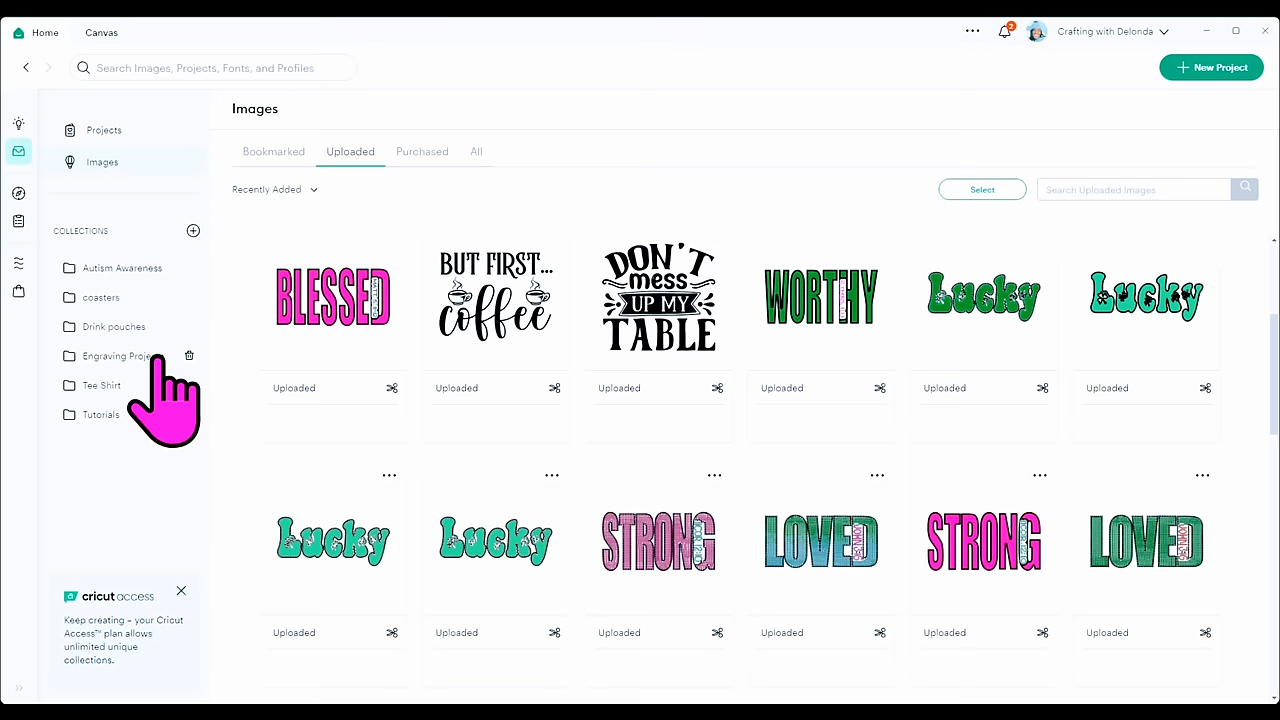 Home
Canvas
2
Crafting with Delonda
Search Images, Projects, Fonts, and Profiles
New Project
Projects
Images
COLLECTIONS
Autism Awareness
coasters
Drink pouches
Engraving
Tee Shirt
Tutorials
cricut access
Keep creating – your Cricut
Access™ plan allows
unlimited unique
collections.
Images
Bookmarked
Uploaded
Purchased
All
Recently Added
Select
Search Uploaded Images
BLESSED
BUT FIRST...
coffee
DON'T
mess
UP MY
TABLE
WORTHY
Lucky
Lucky
Uploaded
Uploaded
Uploaded
Uploaded
Uploaded
Uploaded
Lucky
Lucky
STRONG
LOVED
STRONG
LOVED
Uploaded
Uploaded
Uploaded
Uploaded
Uploaded
Uploaded